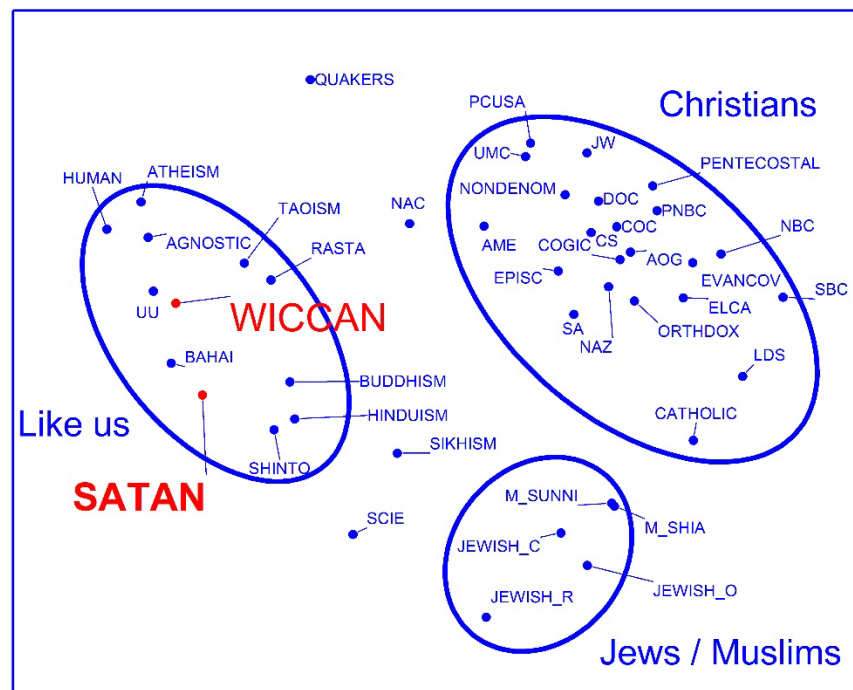 QUAKERS
PCUSA
Christians
UMC
JW
PENTECOSTAL
HUMAN
ATHEISM
NONDENOM
DOC
TAOISM
NAC
PNBC
AGNOSTIC
AME
COGIC
CS
COC
NBC
RASTA
EPISC
AOG
EVANCOV
UU
WICCAN
SA
NAZ
ORTHDOX
ELCA
SBC
BAHAI
LDS
BUDDHISM
Like us
HINDUISM
CATHOLIC
SHINTO
SIKHISM
SATAN
M_SUNNI
SCIE
M_SHIA
JEWISH_C
JEWISH_R
JEWISH_O
Jews / Muslims